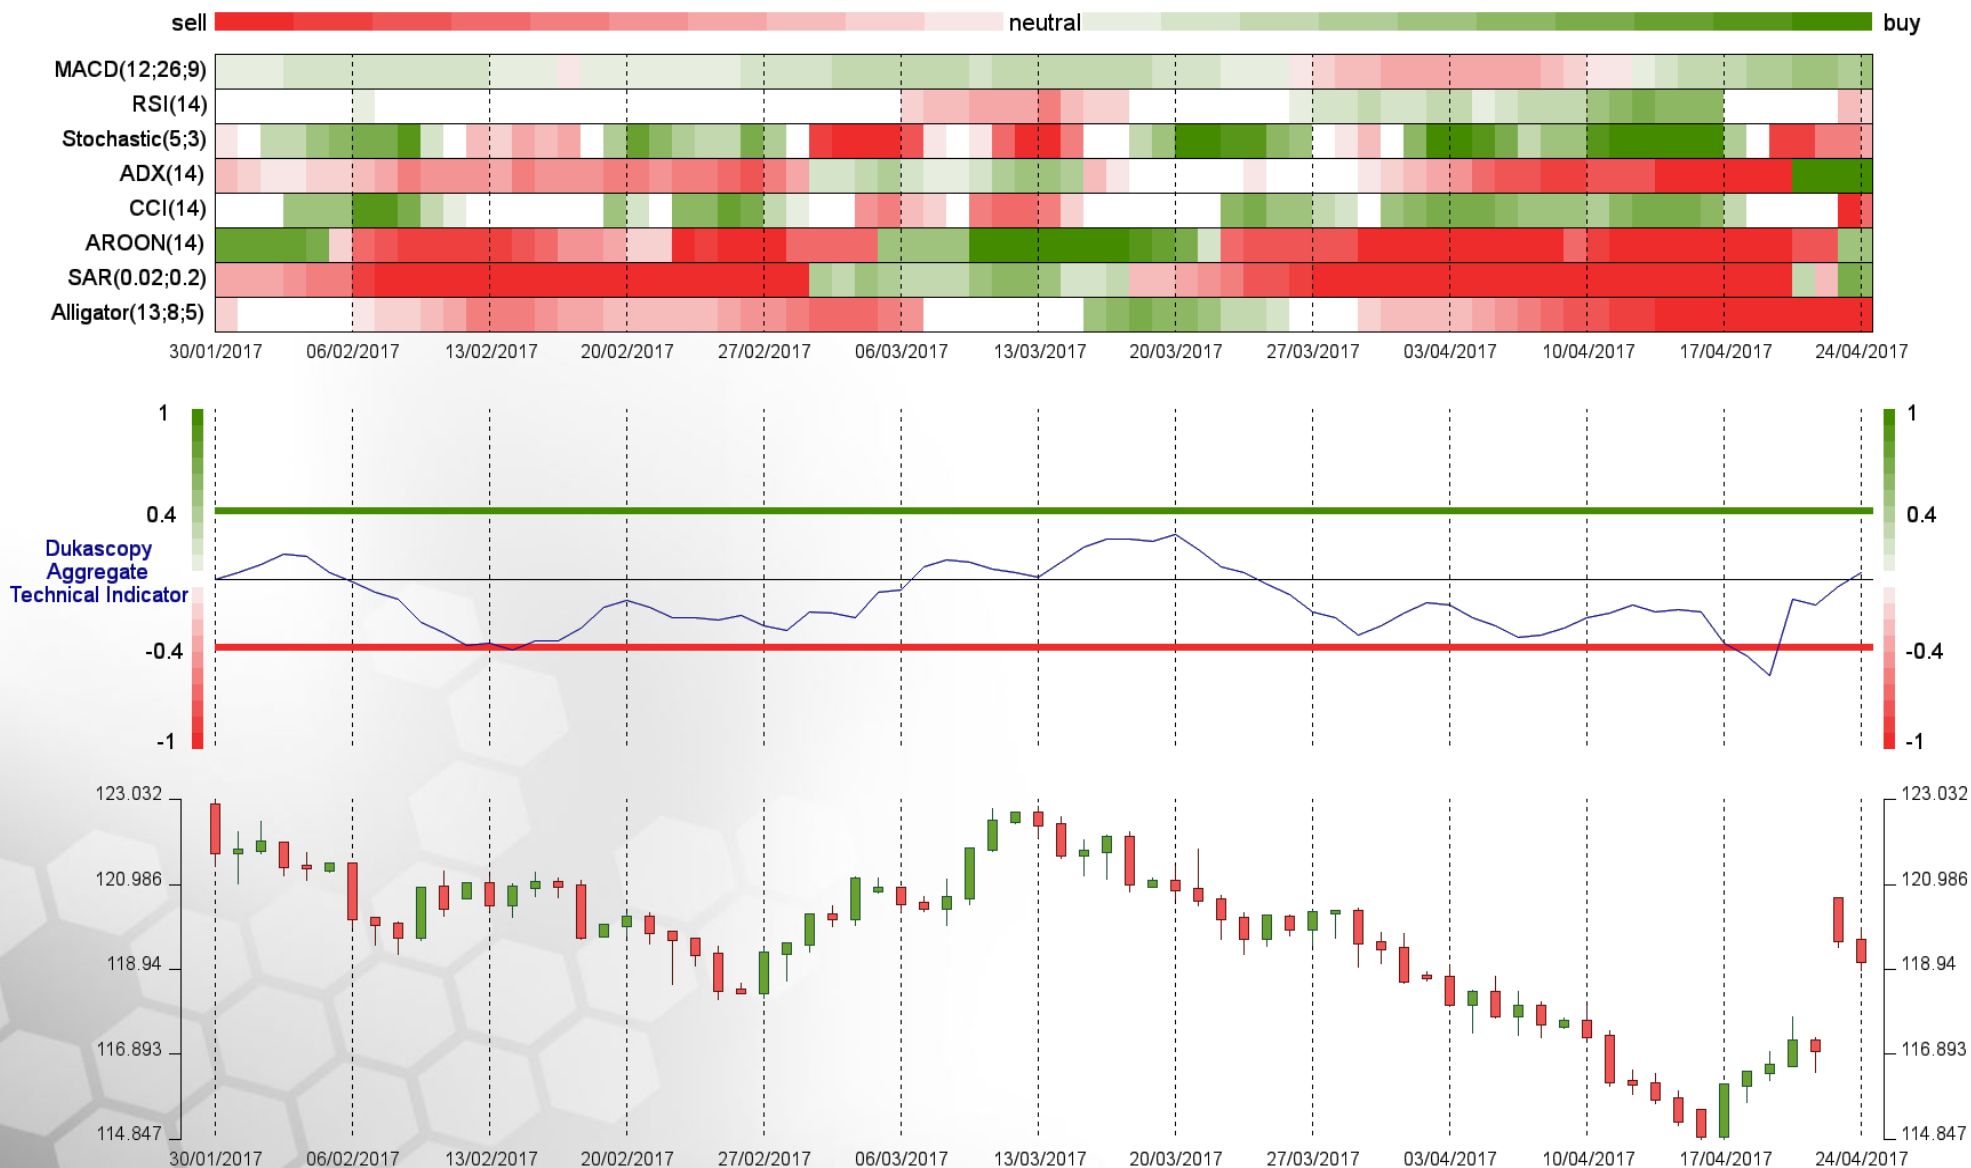 sell neutral buy
MACD(12;26;9)
RSI(14)
Stochastic(5;3)
ADX(14)
CCI(14)
AROON(14)
SAR(0.02;0.2)
Alligator(13;8;5)
30/01/2017 06/02/2017 13/02/2017 20/02/2017 27/02/2017 06/03/2017 13/03/2017 20/03/2017 27/03/2017 03/04/2017 10/04/2017 17/04/2017 24/04/2017
1 1
0.4 0.4
Dukascopy
Aggregate
Technical Indicator
-0.4 -0.4
-1 -1
123.032 123.032
120.986 120.986
118.94 118.94
116.893 116.893
114.847 114.847
30/01/2017 06/02/2017 13/02/2017 20/02/2017 27/02/2017 06/03/2017 13/03/2017 20/03/2017 27/03/2017 03/04/2017 10/04/2017 17/04/2017 24/04/2017